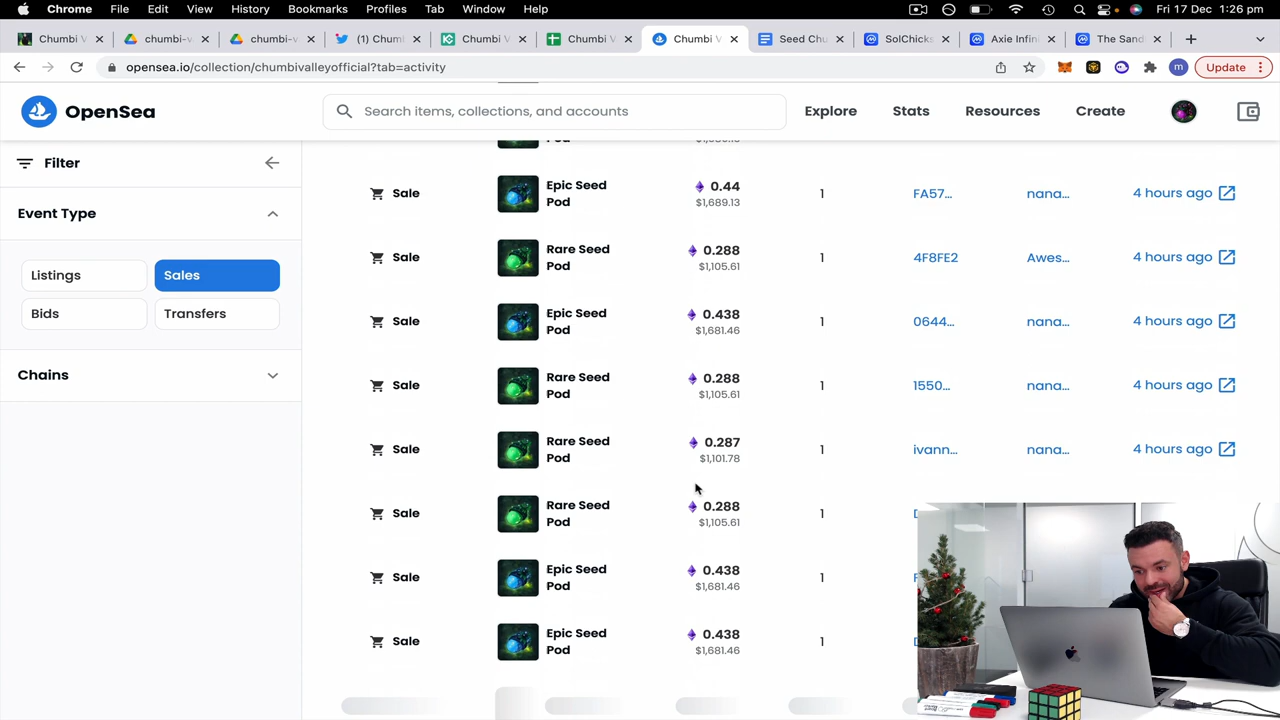 Chrome File Edit View History Bookmarks Profiles Tab Window Help Fri 17 Dec 1:26 pm
Chumbi V chumbi-v chumbi-v (1) Chumb Chumbi V Chumbi V Chumbi V Seed Chu SolChicks Axie Infini The Sand
opensea.io/collection/chumbivalleyofficial?tab=activity m Update
OpenSea Search items, collections, and accounts Explore Stats Resources Create
Filter
Event Type
Listings Sales
Bids Transfers
Chains
Sale Epic Seed Pod 0.44 $1,689.13 1 FA57... nana... 4 hours ago
Sale Rare Seed Pod 0.288 $1,105.61 1 4F8FE2 Awes... 4 hours ago
Sale Epic Seed Pod 0.438 $1,681.46 1 0644... nana... 4 hours ago
Sale Rare Seed Pod 0.288 $1,105.61 1 1550... nana... 4 hours ago
Sale Rare Seed Pod 0.287 $1,101.78 1 ivann... nana... 4 hours ago
Sale Rare Seed Pod 0.288 $1,105.61 1
Sale Epic Seed Pod 0.438 $1,681.46 1
Sale Epic Seed Pod 0.438 $1,681.46 1